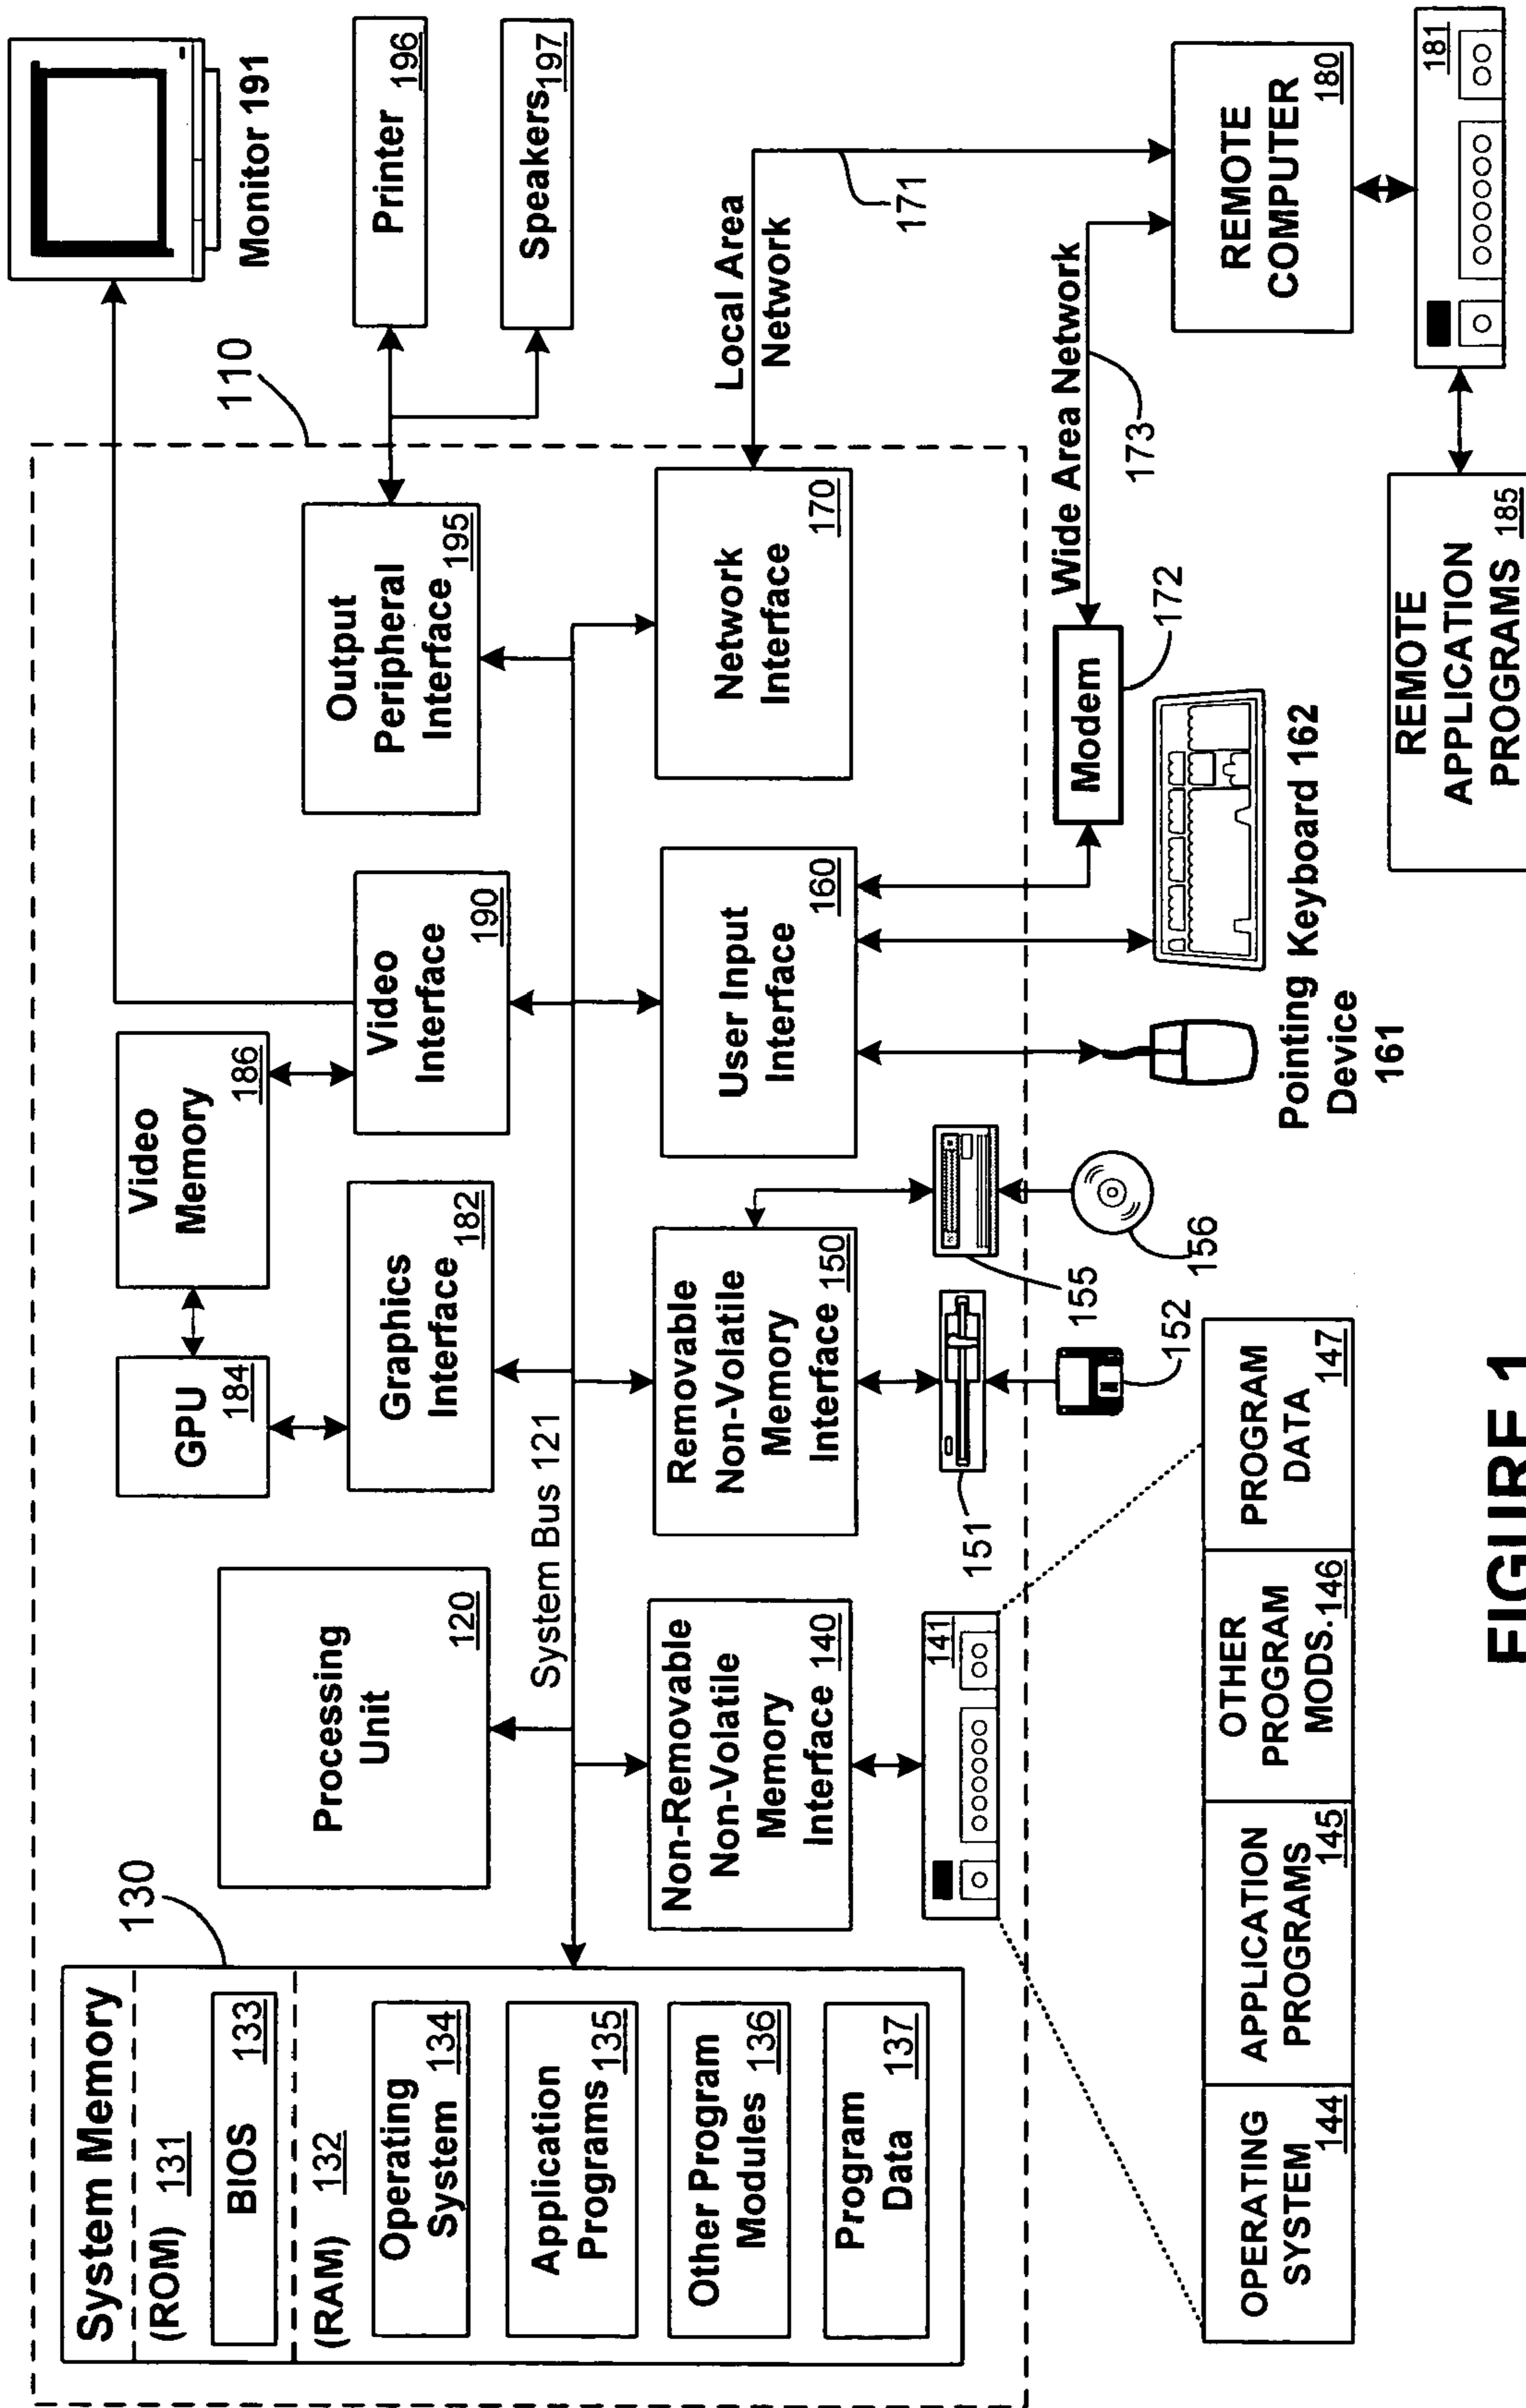 System Memory
130
(ROM) 131
BIOS 133
(RAM) 132
Operating
System 134
Application
Programs 135
Other Program
Modules 136
Program
Data 137
Processing
Unit
120
System Bus 121
GPU
184
Video
Memory
186
Graphics
Interface
182
Video
Interface
190
Output
Peripheral
Interface
195
110
Monitor 191
Printer 196
Speakers 197
Non-Removable
Non-Volatile
Memory
Interface 140
Removable
Non-Volatile
Memory
Interface 150
User Input
Interface
160
Network
Interface
170
Local Area
Network
171
141
151
152
155
156
Modem
172
Wide Area Network
173
Pointing
Device
161
Keyboard 162
REMOTE
COMPUTER
180
181
OPERATING
SYSTEM 144
APPLICATION
PROGRAMS
145
OTHER
PROGRAM
MODS. 146
PROGRAM
DATA
147
REMOTE
APPLICATION
PROGRAMS 185
FIGURE 1